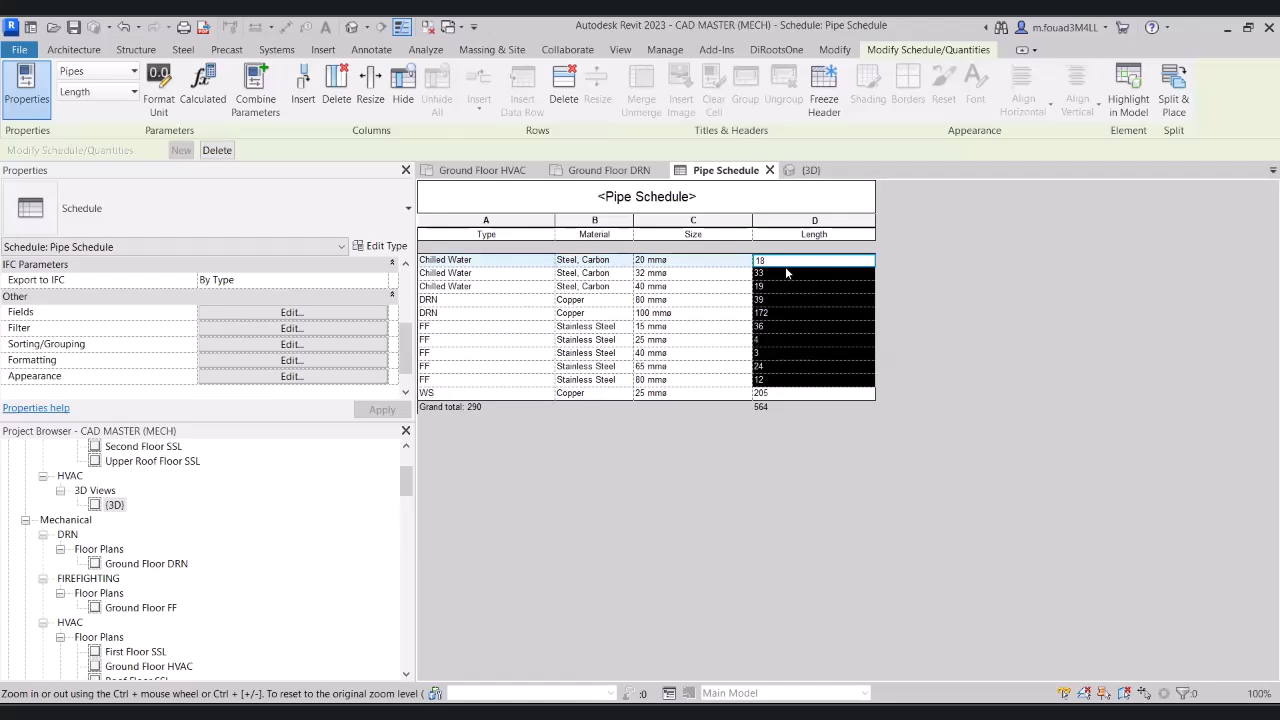 Autodesk Revit 2023 - CAD MASTER (MECH) - Schedule: Pipe Schedule
m.fouad3M4LL
File Architecture Structure Steel Precast Systems Insert Annotate Analyze Massing & Site Collaborate View Manage Add-Ins DiRootsOne Modify Modify Schedule/Quantities
Pipes
Length
Properties
Format Unit
Calculated
Combine Parameters
Insert
Delete
Resize
Hide
Unhide All
Insert
Insert Data Row
Delete
Resize
Merge Unmerge
Insert Image
Clear Cell
Group
Ungroup
Freeze Header
Shading
Borders
Reset
Font
Align Horizontal
Align Vertical
Highlight in Model
Split & Place
Properties Parameters Columns Rows Titles & Headers Appearance Element Split
Modify Schedule/Quantities New Delete
Properties
Schedule
Schedule: Pipe Schedule Edit Type
IFC Parameters
Export to IFC By Type
Other
Fields Edit...
Filter Edit...
Sorting/Grouping Edit...
Formatting Edit...
Appearance Edit...
Properties help Apply
Project Browser - CAD MASTER (MECH)
Second Floor SSL
Upper Roof Floor SSL
HVAC
3D Views
{3D}
Mechanical
DRN
Floor Plans
Ground Floor DRN
FIREFIGHTING
Floor Plans
Ground Floor FF
HVAC
Floor Plans
First Floor SSL
Ground Floor HVAC
Ground Floor HVAC Ground Floor DRN Pipe Schedule {3D}
<Pipe Schedule>
A B C D
Type Material Size Length
Chilled Water Steel, Carbon 20 mmø 18
Chilled Water Steel, Carbon 32 mmø 33
Chilled Water Steel, Carbon 40 mmø 19
DRN Copper 80 mmø 39
DRN Copper 100 mmø 172
FF Stainless Steel 15 mmø 36
FF Stainless Steel 25 mmø 4
FF Stainless Steel 40 mmø 3
FF Stainless Steel 65 mmø 24
FF Stainless Steel 80 mmø 12
WS Copper 25 mmø 205
Grand total: 290 564
Zoom in or out using the Ctrl + mouse wheel or Ctrl + [+/-]. To reset to the original zoom level (
:0
Main Model
:0
100%